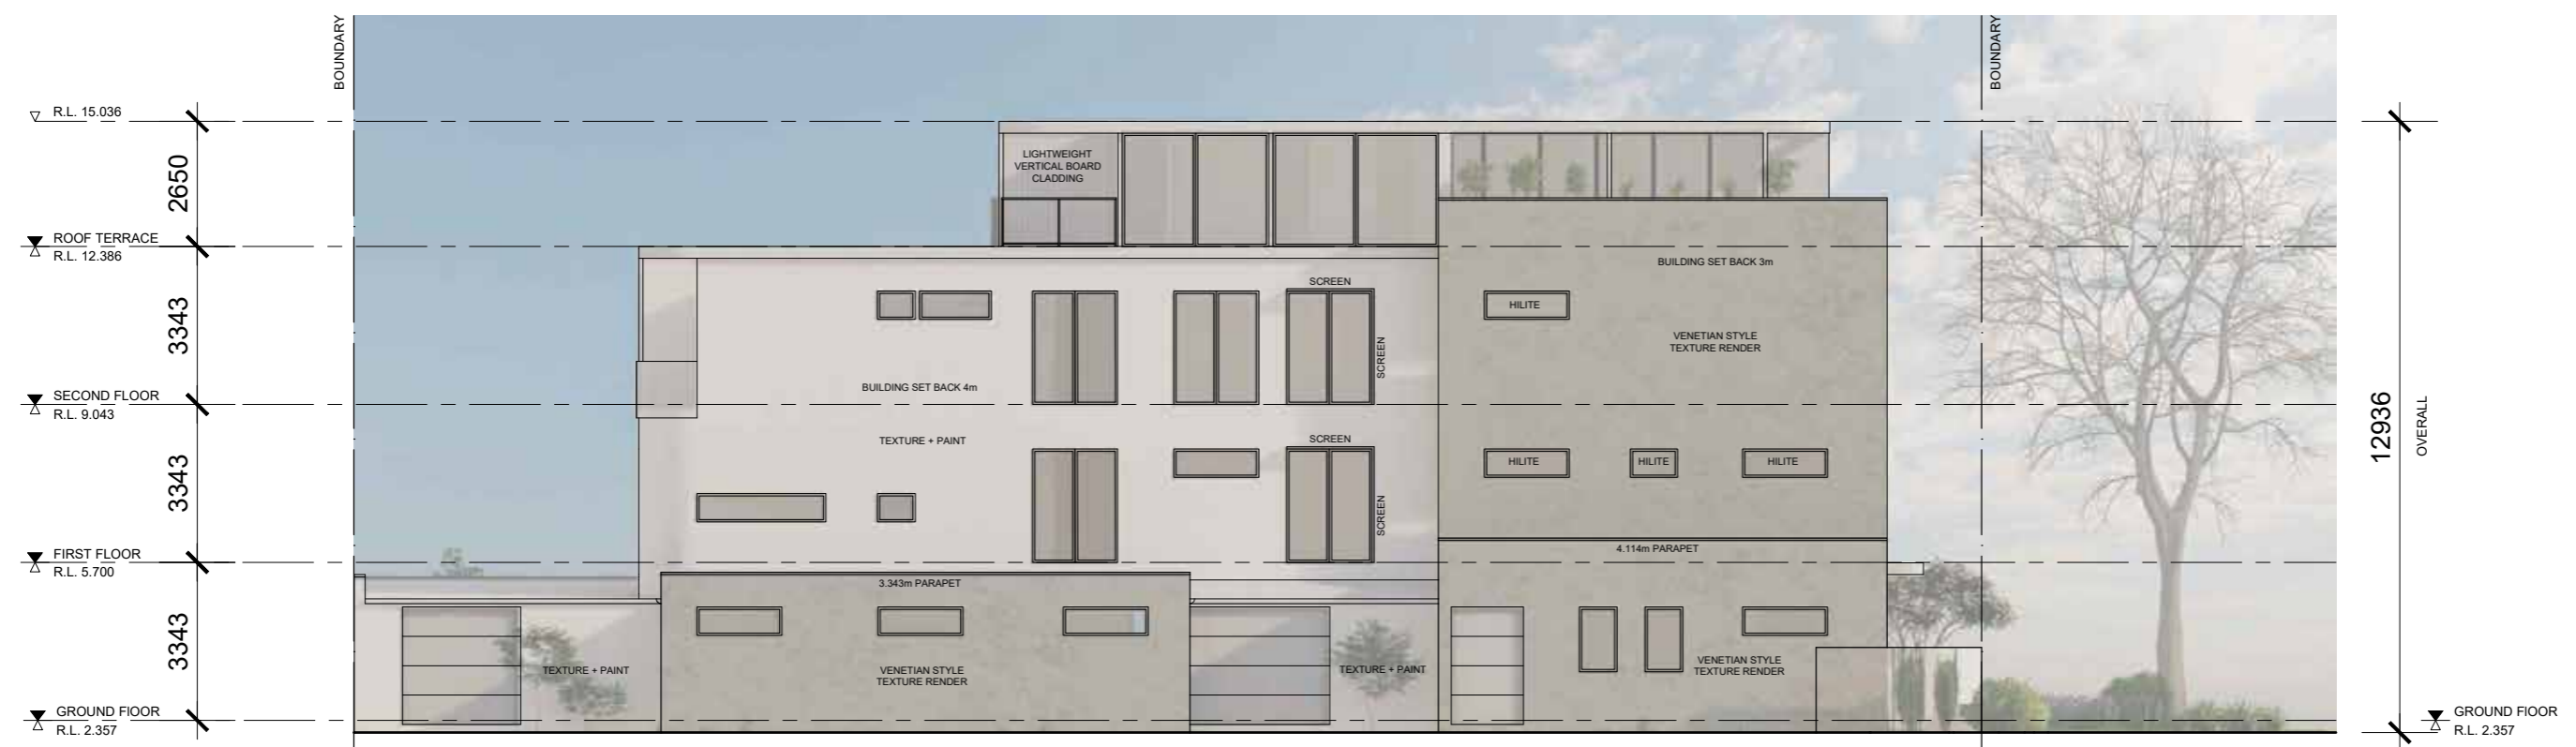 BOUNDARY
BOUNDARY
R.L. 15.036
2650
LIGHTWEIGHT
VERTICAL BOARD
CLADDING
ROOF TERRACE
R.L. 12.386
BUILDING SET BACK 3m
SCREEN
HILITE
3343
SCREEN
VENETIAN STYLE
TEXTURE RENDER
BUILDING SET BACK 4m
SECOND FLOOR
R.L. 9.043
12936
OVERALL
TEXTURE + PAINT
SCREEN
HILITE
HILITE
HILITE
3343
SCREEN
FIRST FLOOR
R.L. 5.700
4.114m PARAPET
3.343m PARAPET
3343
TEXTURE + PAINT
VENETIAN STYLE
TEXTURE RENDER
TEXTURE + PAINT
VENETIAN STYLE
TEXTURE RENDER
GROUND FlOOR
R.L. 2.357
GROUND FlOOR
R.L. 2.357